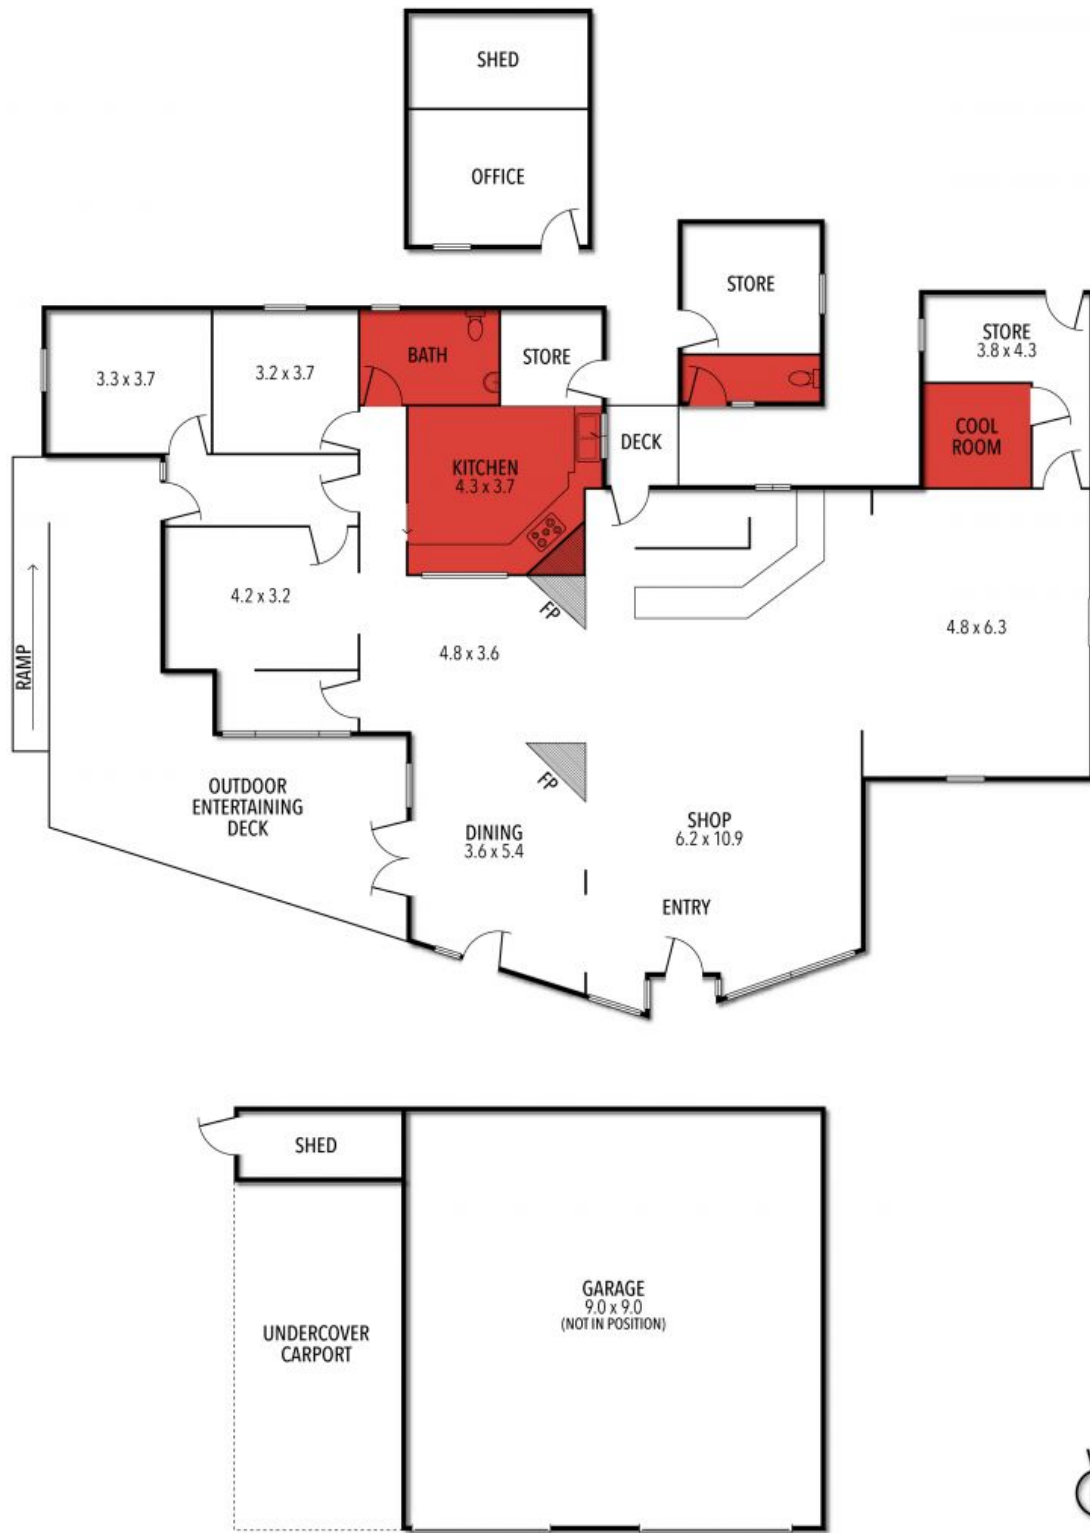 SHED
OFFICE
STORE
STORE
3.8 x 4.3
BATH
STORE
3.3 x 3.7
3.2 x 3.7
COOL
ROOM
DECK
KITCHEN
4.3 x 3.7
4.2 x 3.2
FP
4.8 x 3.6
4.8 x 6.3
RAMP
FP
OUTDOOR
ENTERTAINING
DECK
DINING
3.6 x 5.4
SHOP
6.2 x 10.9
ENTRY
SHED
GARAGE
9.0 x 9.0
(NOT IN POSITION)
UNDERCOVER
CARPORT